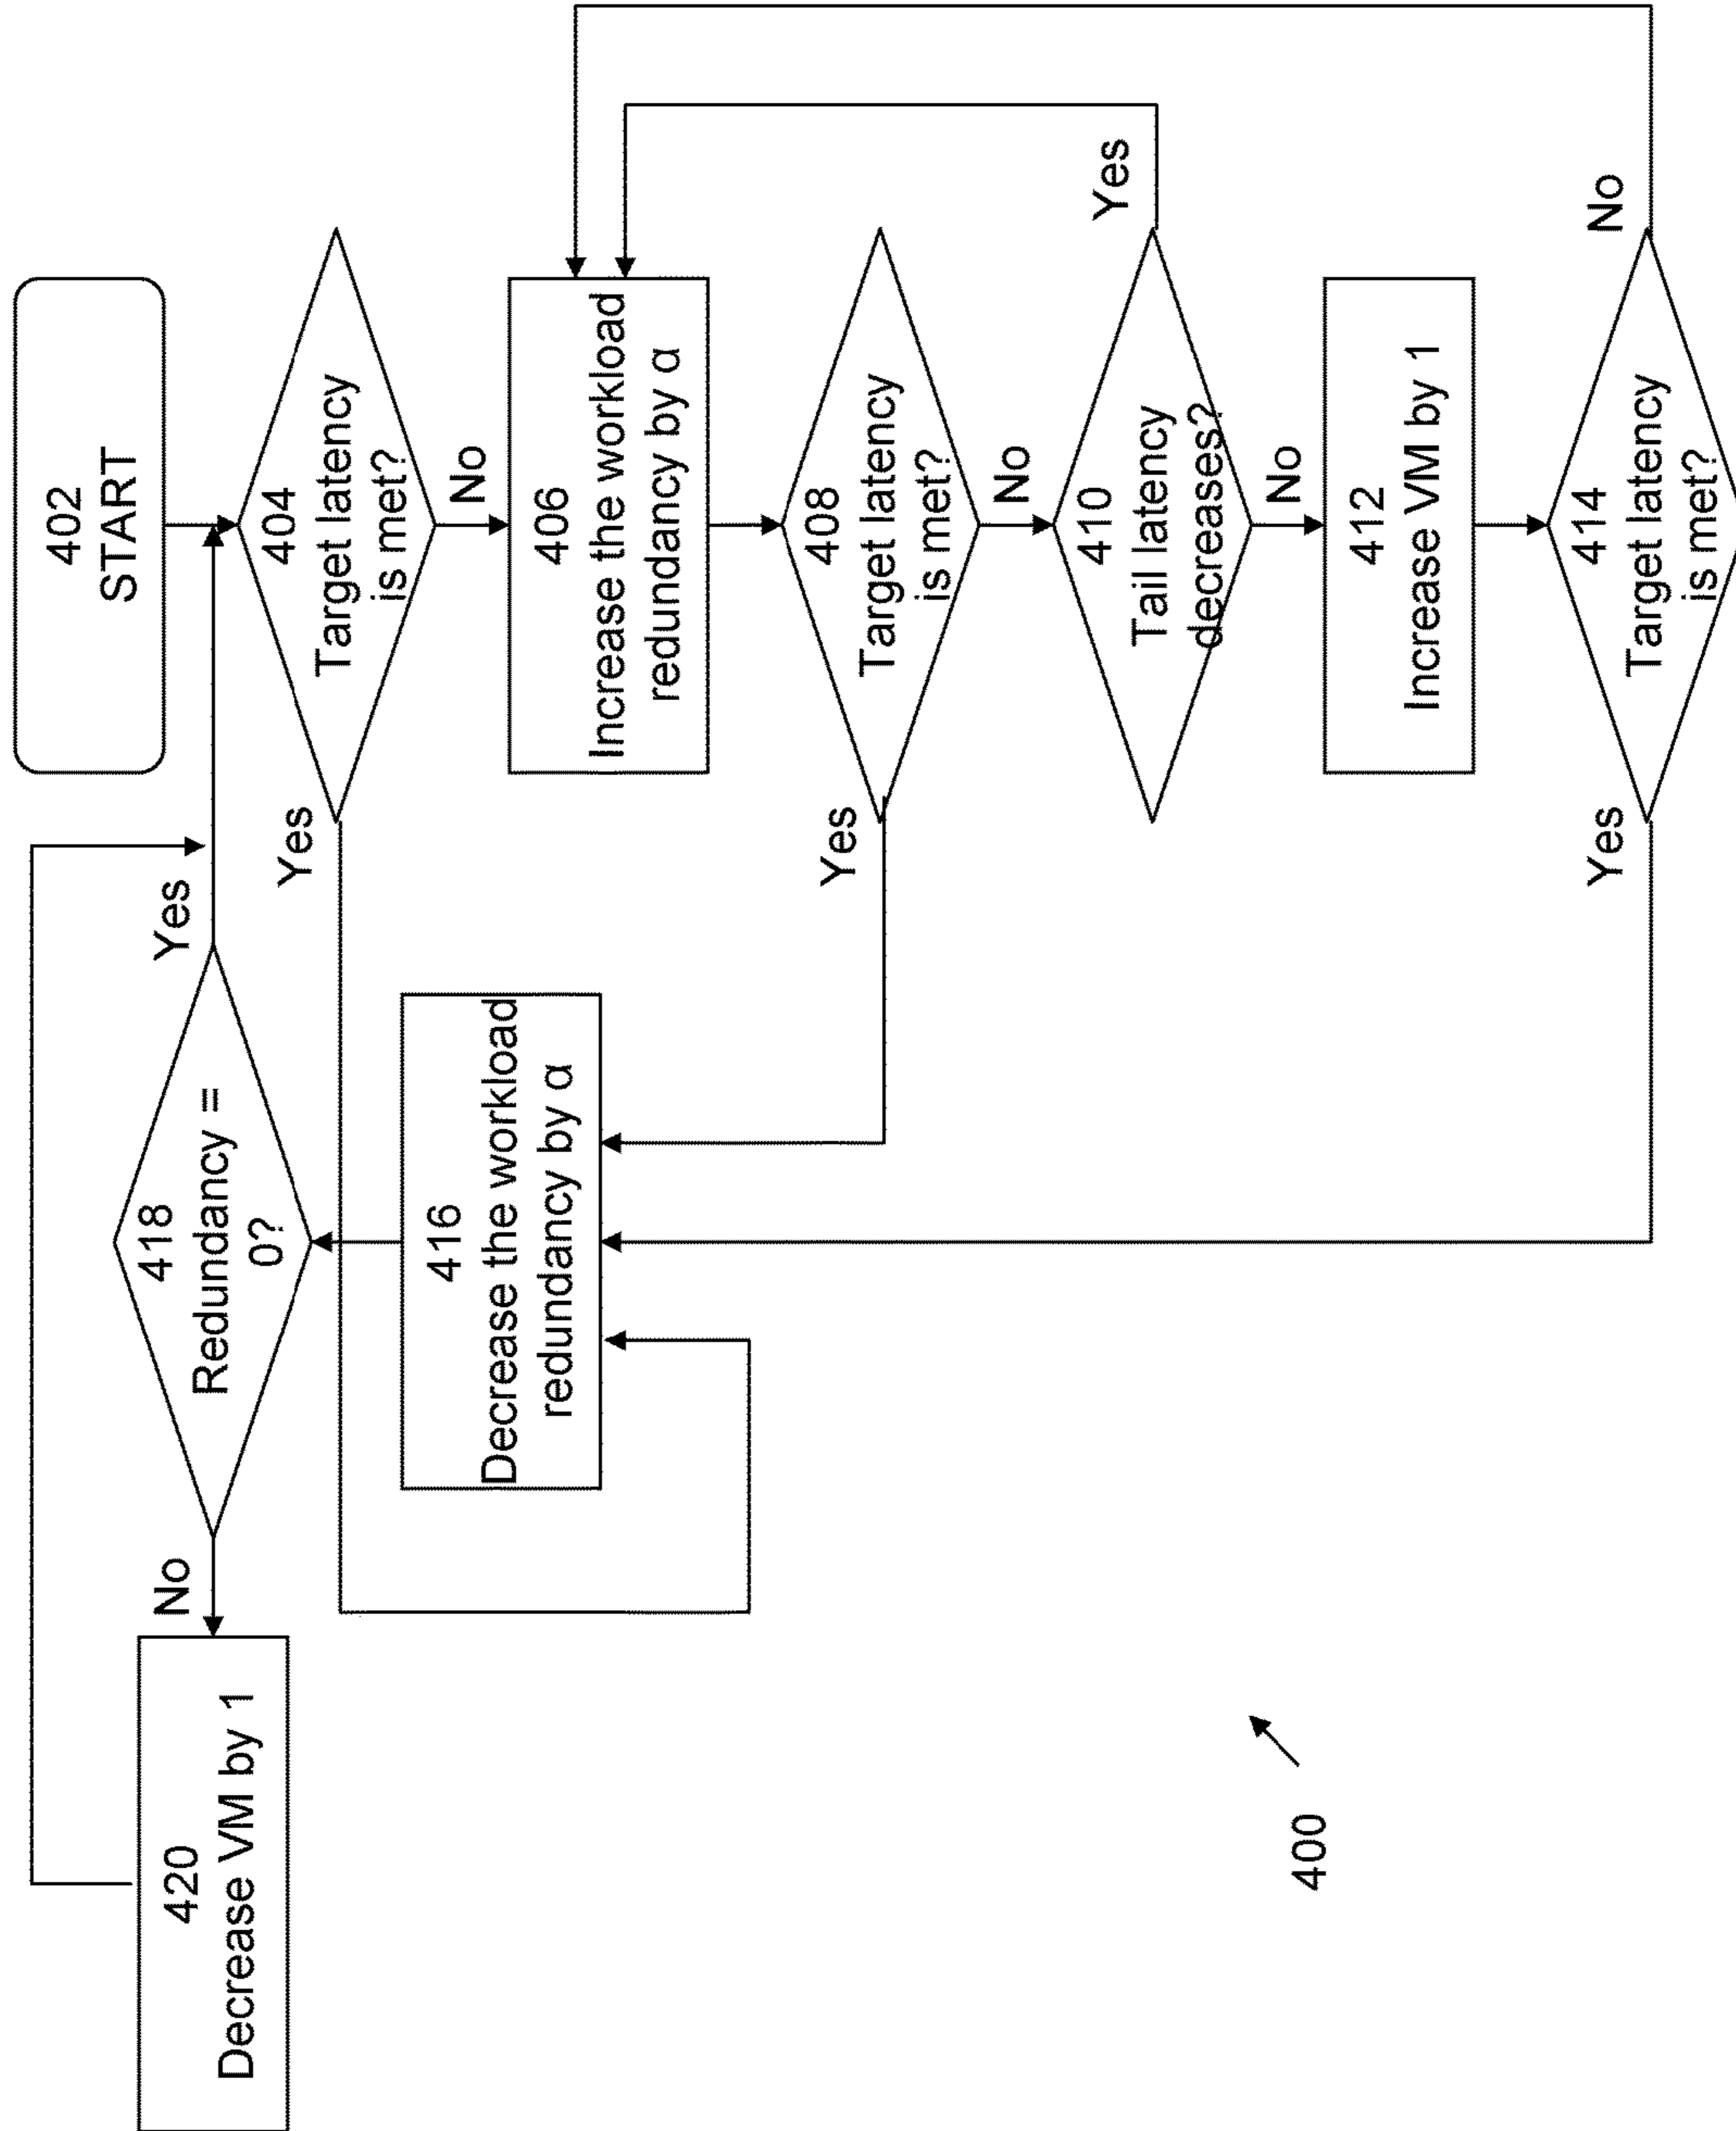 402
START
404
Target latency
is met?
Yes
No
406
Increase the workload
redundancy by α
408
Target latency
is met?
Yes
No
410
Tail latency
decreases?
Yes
No
412
Increase VM by 1
414
Target latency
is met?
Yes
No
416
Decrease the workload
redundancy by α
418
Redundancy =
0?
Yes
No
420
Decrease VM by 1
400